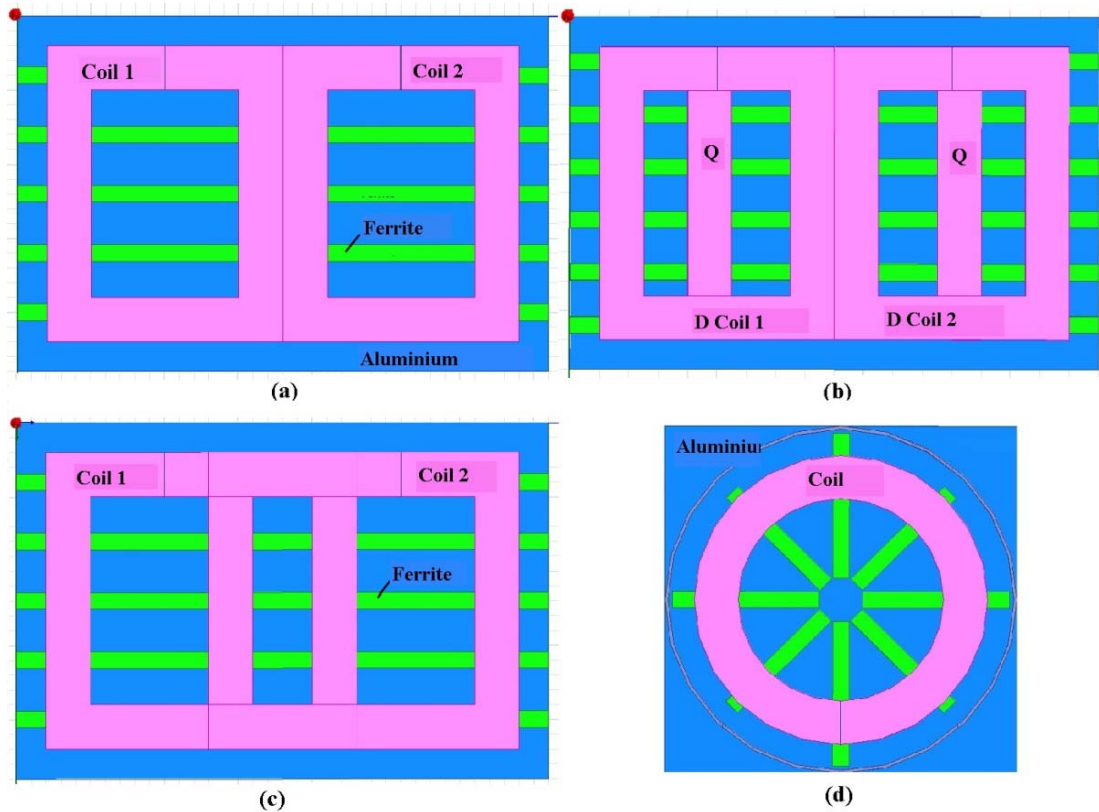 Coil 1
Coil 2
Ferrite
Aluminium
(a)
Q
Q
D Coil 1
D Coil 2
(b)
Coil 1
Coil 2
Ferrite
(c)
Aluminiu
Coil
(d)